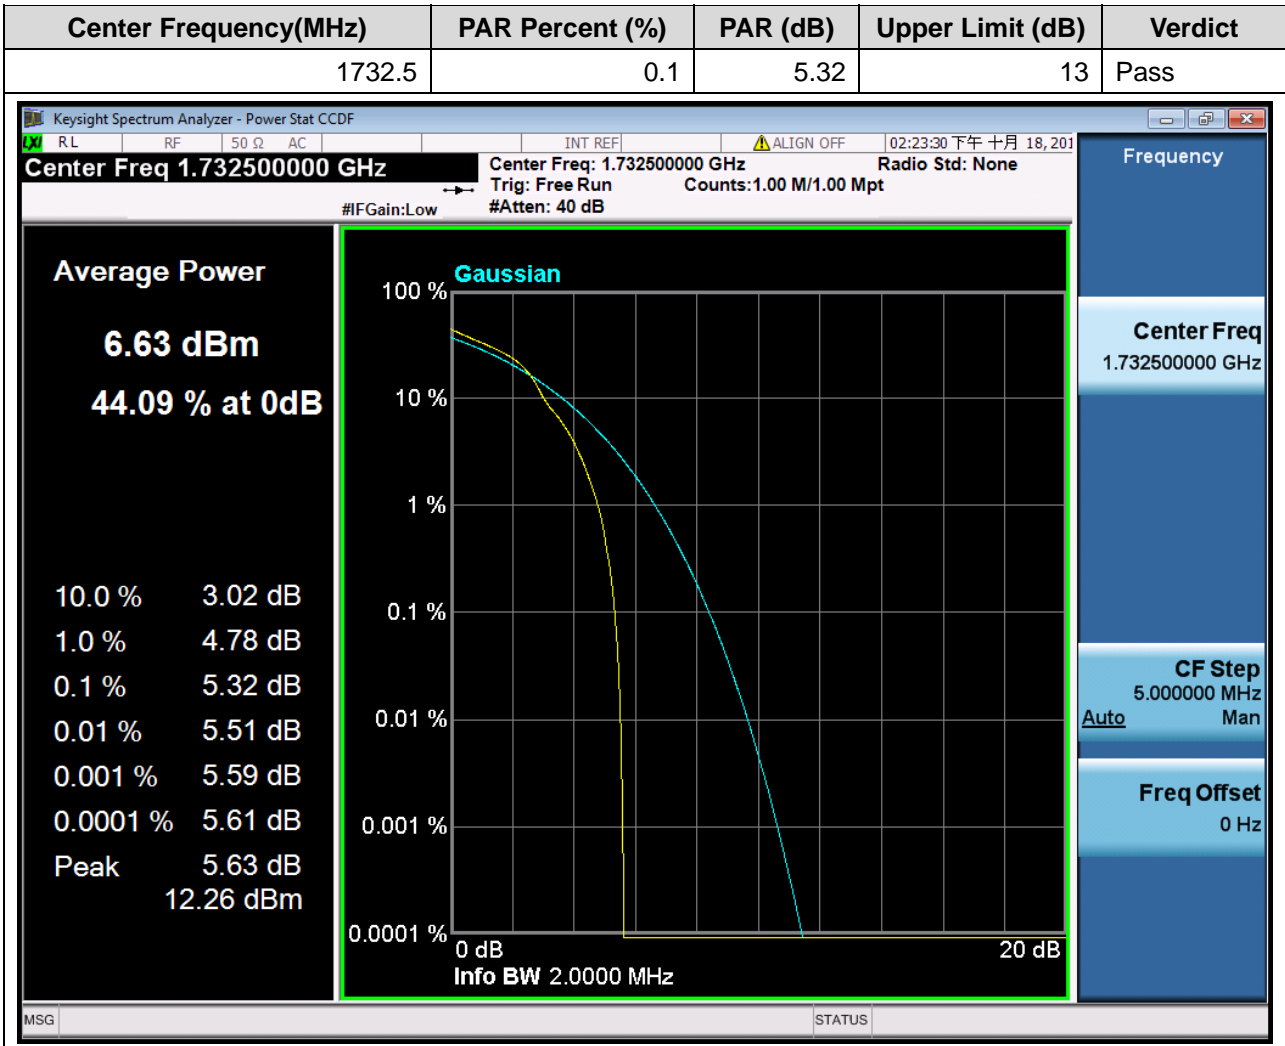 Center Frequency(MHz) PAR Percent (%) PAR (dB) Upper Limit (dB) Verdict
1732.5 0.1 5.32 13 Pass
Keysight Spectrum Analyzer - Power Stat CCDF
LXI RL RF 50 Ω AC INT REF ALIGN OFF 02:23:30 下午 十月 18, 201
Center Freq 1.732500000 GHz
Center Freq: 1.732500000 GHz Radio Std: None
Trig: Free Run Counts:1.00 M/1.00 Mpt
#IFGain:Low #Atten: 40 dB
Average Power
6.63 dBm
44.09 % at 0dB
10.0 % 3.02 dB
1.0 % 4.78 dB
0.1 % 5.32 dB
0.01 % 5.51 dB
0.001 % 5.59 dB
0.0001 % 5.61 dB
Peak 5.63 dB
12.26 dBm
Gaussian
100 %
10 %
1 %
0.1 %
0.01 %
0.001 %
0.0001 %
0 dB 20 dB
Info BW 2.0000 MHz
Frequency
Center Freq
1.732500000 GHz
CF Step
5.000000 MHz
Auto Man
Freq Offset
0 Hz
MSG STATUS